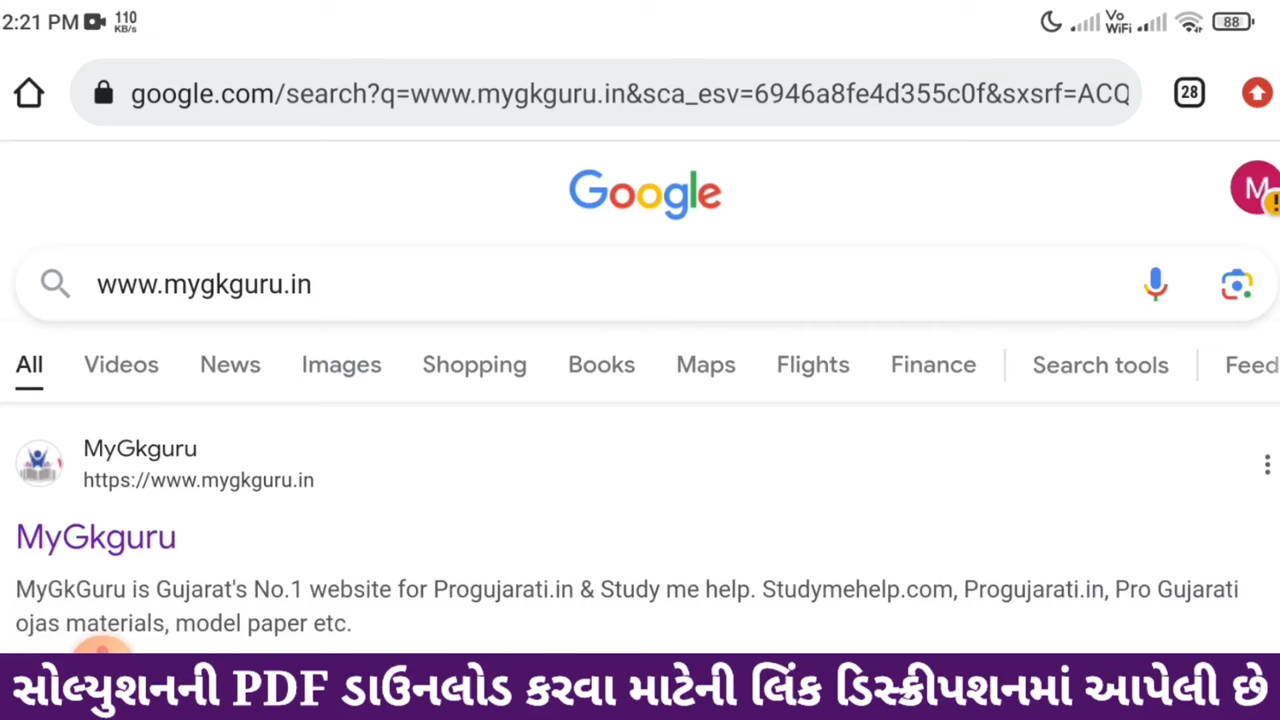 2:21 PM 110 KB/s Vo WiFi 88
google.com/search?q=www.mygkguru.in&sca_esv=6946a8fe4d355c0f&sxsrf=ACQ 28
Google M
www.mygkguru.in
All Videos News Images Shopping Books Maps Flights Finance Search tools Feed
MyGkguru
https://www.mygkguru.in
MyGkguru
MyGkGuru is Gujarat's No.1 website for Progujarati.in & Study me help. Studymehelp.com, Progujarati.in, Pro Gujarati
ojas materials, model paper etc.
સોલ્યુશનની PDF ડાઉનલોડ કરવા માટેની લિંક ડિસ્ક્રીપશનમાં આપેલી છે